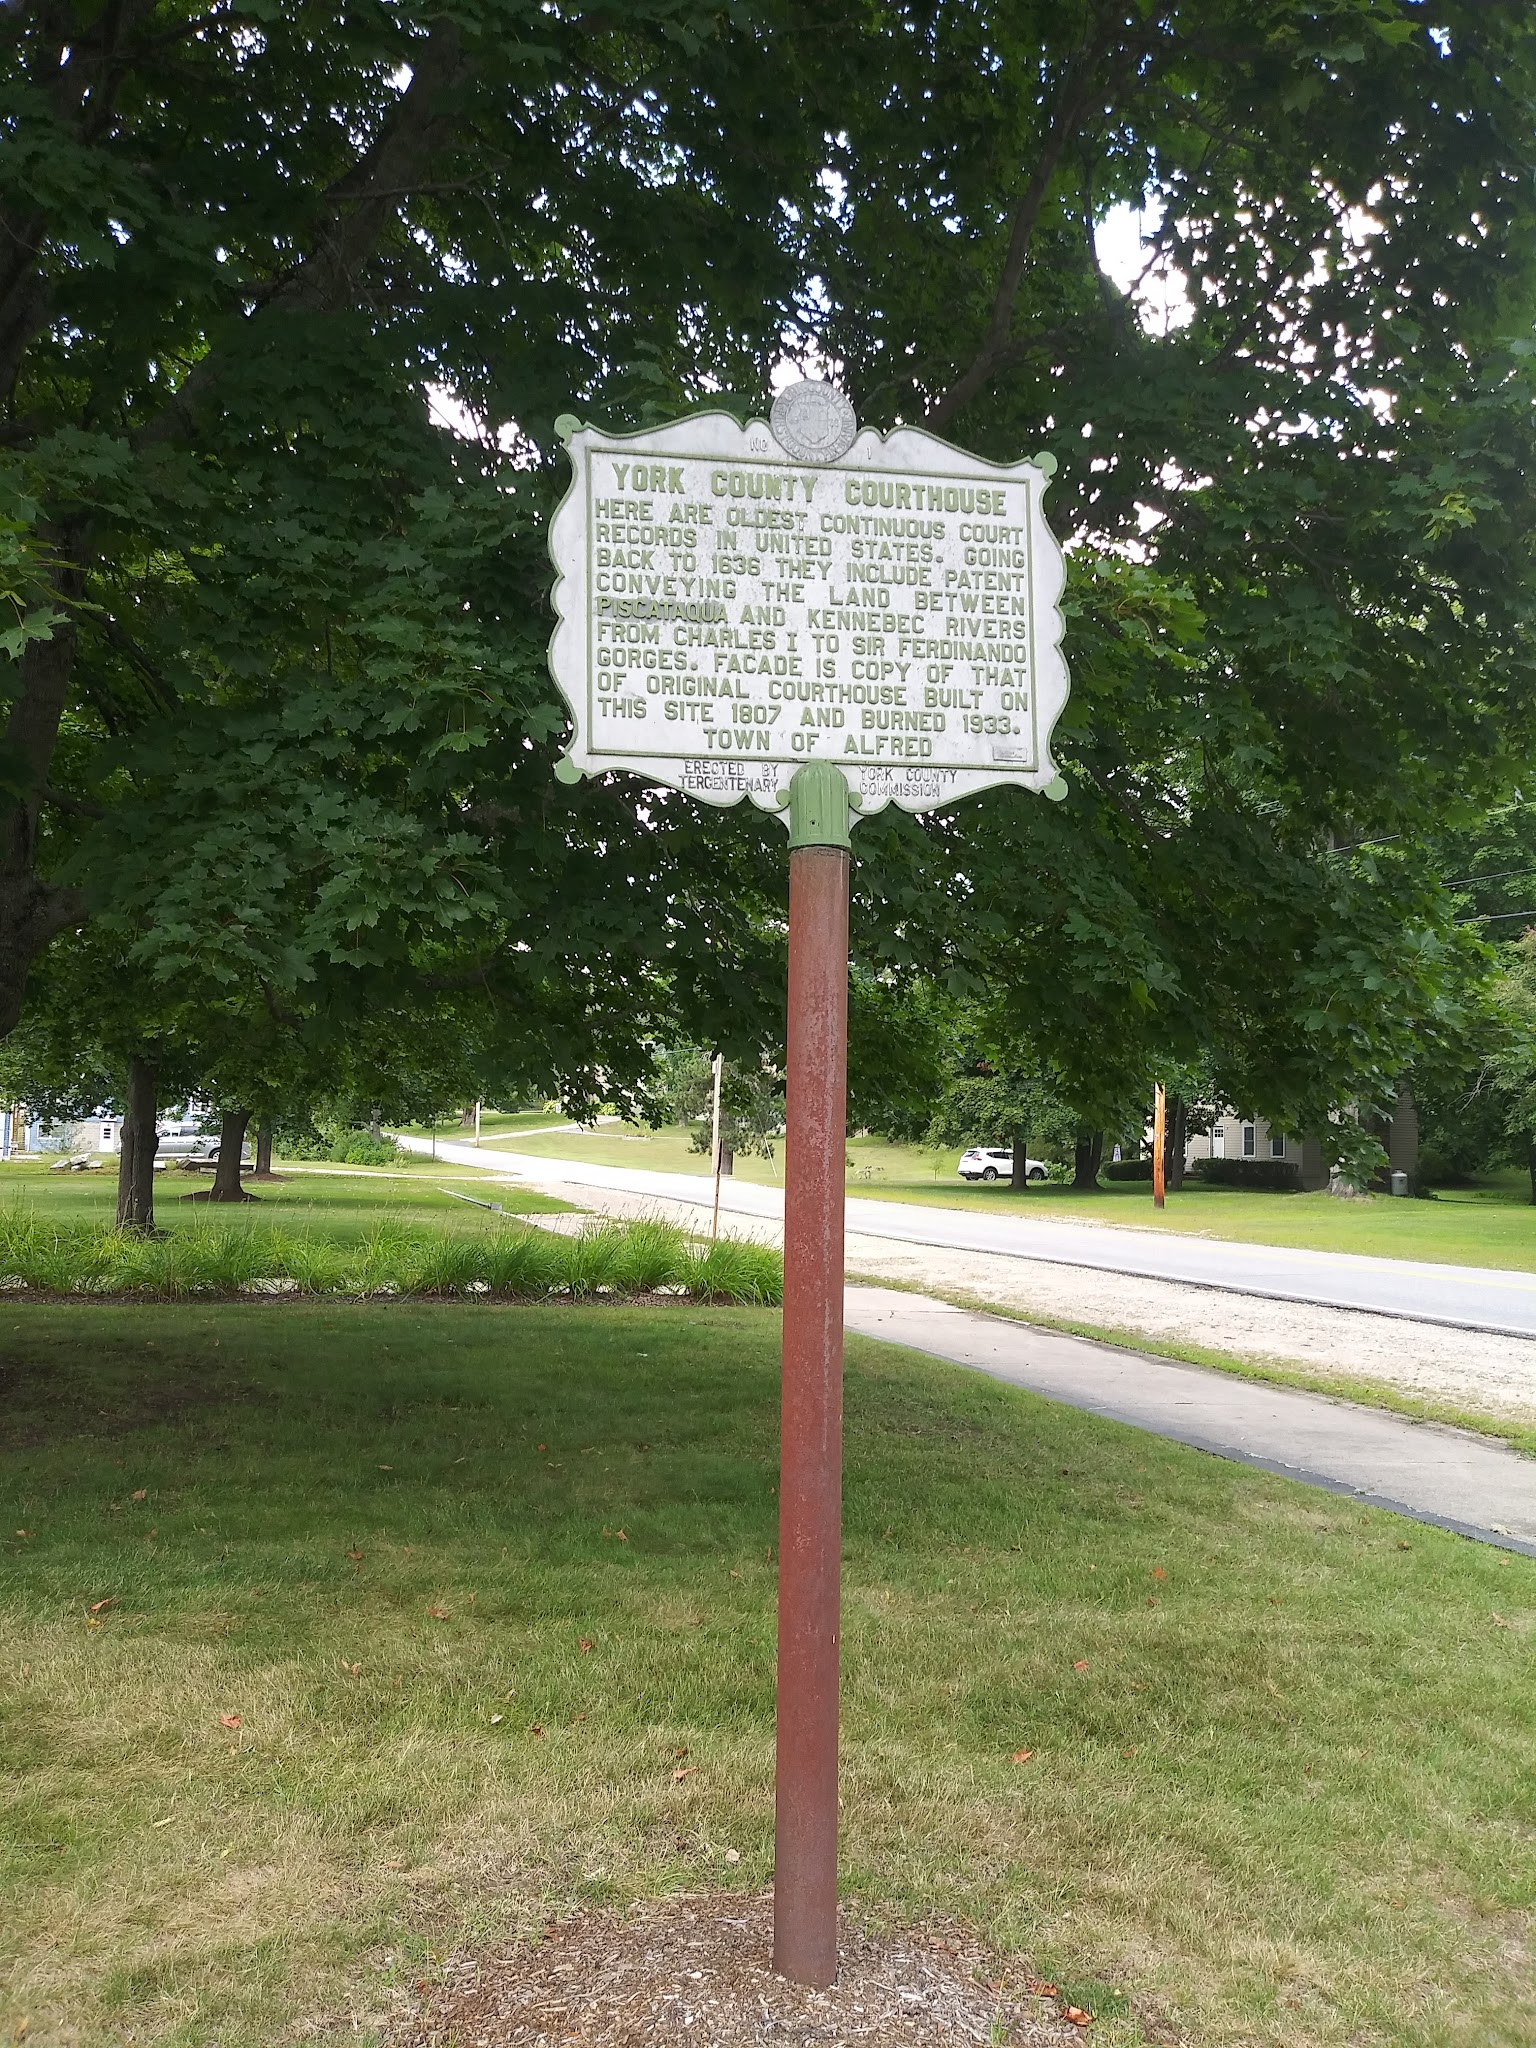 NO 1
YORK COUNTY COURTHOUSE
HERE ARE OLDEST CONTINUOUS COURT
RECORDS IN UNITED STATES. GOING
BACK TO 1636 THEY INCLUDE PATENT
CONVEYING THE LAND BETWEEN
PISCATAQUA AND KENNEBEC RIVERS
FROM CHARLES I TO SIR FERDINANDO
GORGES. FACADE IS COPY OF THAT
OF ORIGINAL COURTHOUSE BUILT ON
THIS SITE 1807 AND BURNED 1933.
TOWN OF ALFRED
ERECTED BY YORK COUNTY
TERCENTENARY COMMISSION